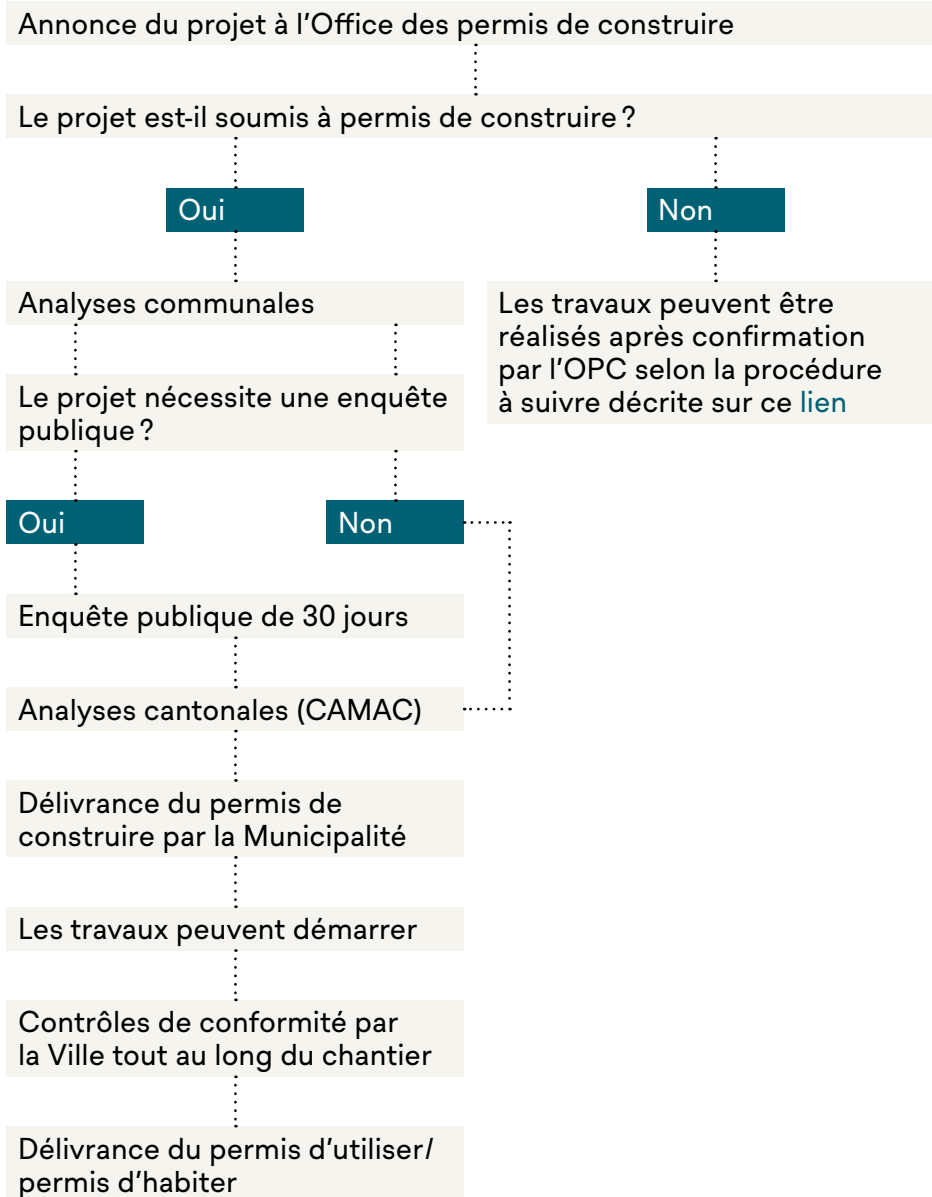 Annonce du projet à l'Office des permis de construire
Le projet est-il soumis à permis de construire ?
Oui
Non
Analyses communales
Les travaux peuvent être
réalisés après confirmation
par l'OPC selon la procédure
à suivre décrite sur ce lien
Le projet nécessite une enquête
publique ?
Oui
Non
Enquête publique de 30 jours
Analyses cantonales (CAMAC)
Délivrance du permis de
construire par la Municipalité
Les travaux peuvent démarrer
Contrôles de conformité par
la Ville tout au long du chantier
Délivrance du permis d'utiliser/
permis d'habiter